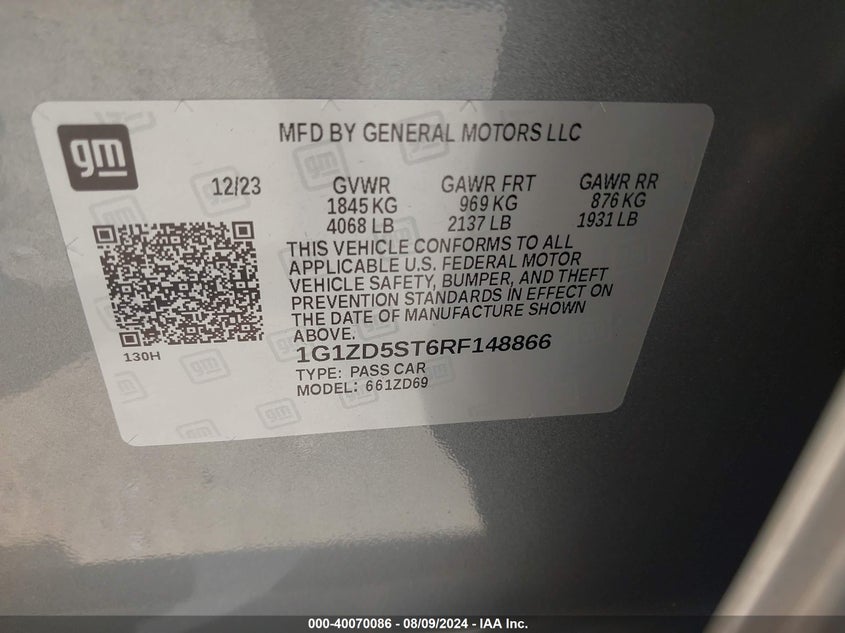 gm
MFD BY GENERAL MOTORS LLC
12/23 GVWR GAWR FRT GAWR RR
1845 KG 969 KG 876 KG
4068 LB 2137 LB 1931 LB
THIS VEHICLE CONFORMS TO ALL
APPLICABLE U.S. FEDERAL MOTOR
VEHICLE SAFETY, BUMPER, AND THEFT
PREVENTION STANDARDS IN EFFECT ON
THE DATE OF MANUFACTURE SHOWN
ABOVE.
130H
1G1ZD5ST6RF148866
TYPE: PASS CAR
MODEL: 661ZD69
000-40070086 - 08/09/2024 - IAA Inc.